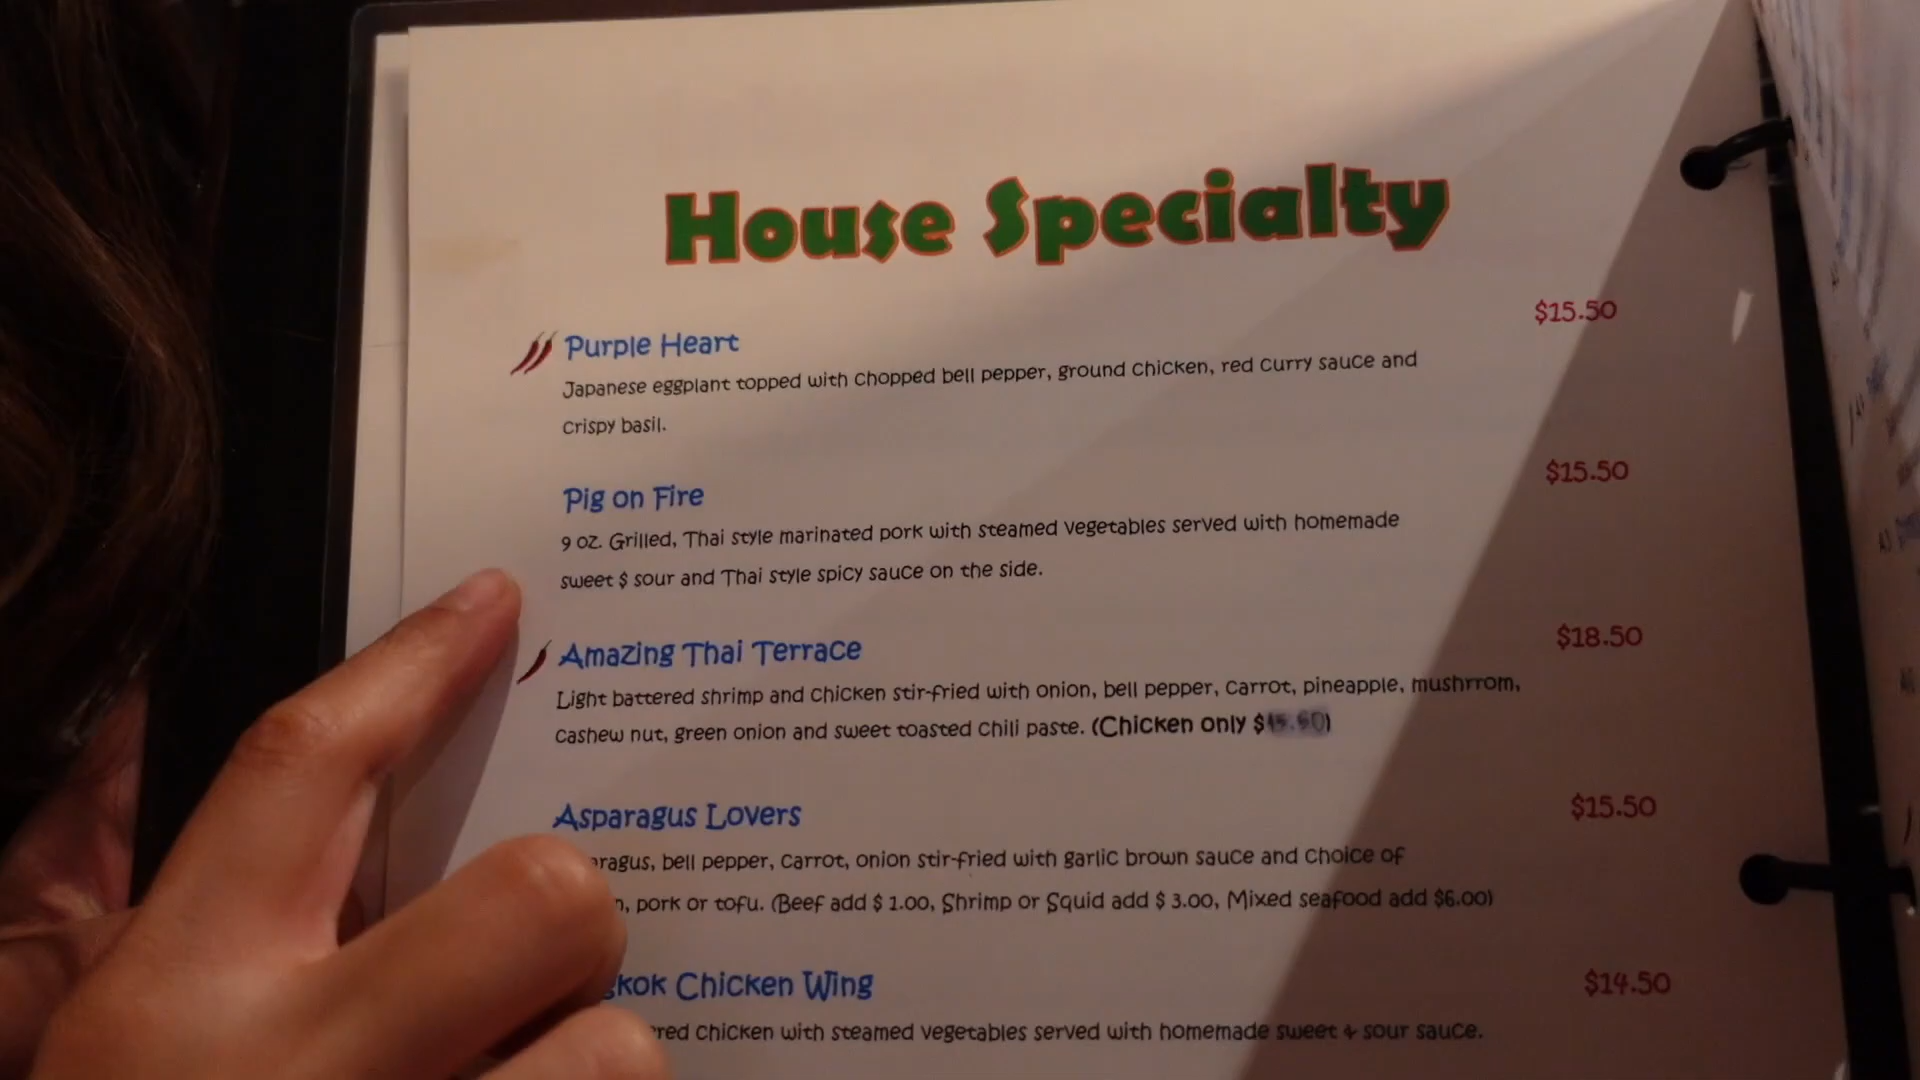 House Specialty
Purple Heart $15.50
Japanese eggplant topped with chopped bell pepper, ground chicken, red curry sauce and
crispy basil.
Pig on Fire $15.50
9 oz. Grilled, Thai style marinated pork with steamed vegetables served with homemade
sweet $ sour and Thai style spicy sauce on the side.
Amazing Thai Terrace $18.50
Light battered shrimp and chicken stir-fried with onion, bell pepper, carrot, pineapple, mushrrom,
cashew nut, green onion and sweet toasted chili paste. (Chicken only $
Asparagus Lovers $15.50
bell pepper, carrot, onion stir-fried with garlic brown sauce and choice of
pork or tofu. (Beef add $ 1.00, Shrimp or Squid add $ 3.00, Mixed seafood add $6.00)
Chicken Wing $14.50
chicken with steamed vegetables served with homemade sweet & sour sauce.